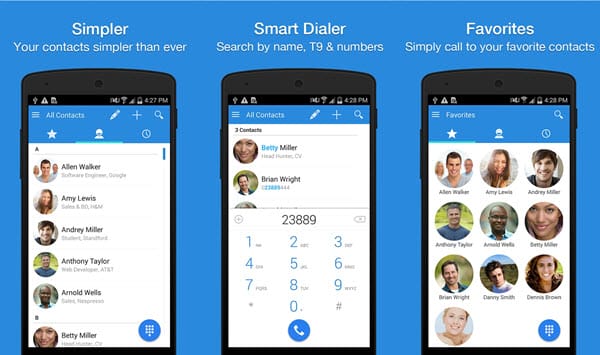 Simpler
Your contacts simpler than ever
4:27 PM
All Contacts
A
Allen Walker
Software Engineer, Google
Amy Lewis
Sales & BD, H&M
Andrey Miller
Student, Standford
Anthony Taylor
Web Developer, AT&T
Arnold Wells
Sales, Nespresso
B
Betty Miller
Head Hunter, CV
Smart Dialer
Search by name, T9 & numbers
4:28 PM
All Contacts
3 Contacts
Betty Miller
Head Hunter, CV
Brian Wright
23889
1 2 ABC 3 DEF
4 GHI 5 JKL 6 MNO
7 PQRS 8 TUV 9 WXYZ
* 0 #
Favorites
Simply call to your favorite contacts
4:28 PM
Favorites
Allen Walker Amy Lewis Andrey Miller
Anthony Taylor Arnold Wells Betty Miller
Brian Wright Danny Smith Dennis Brown